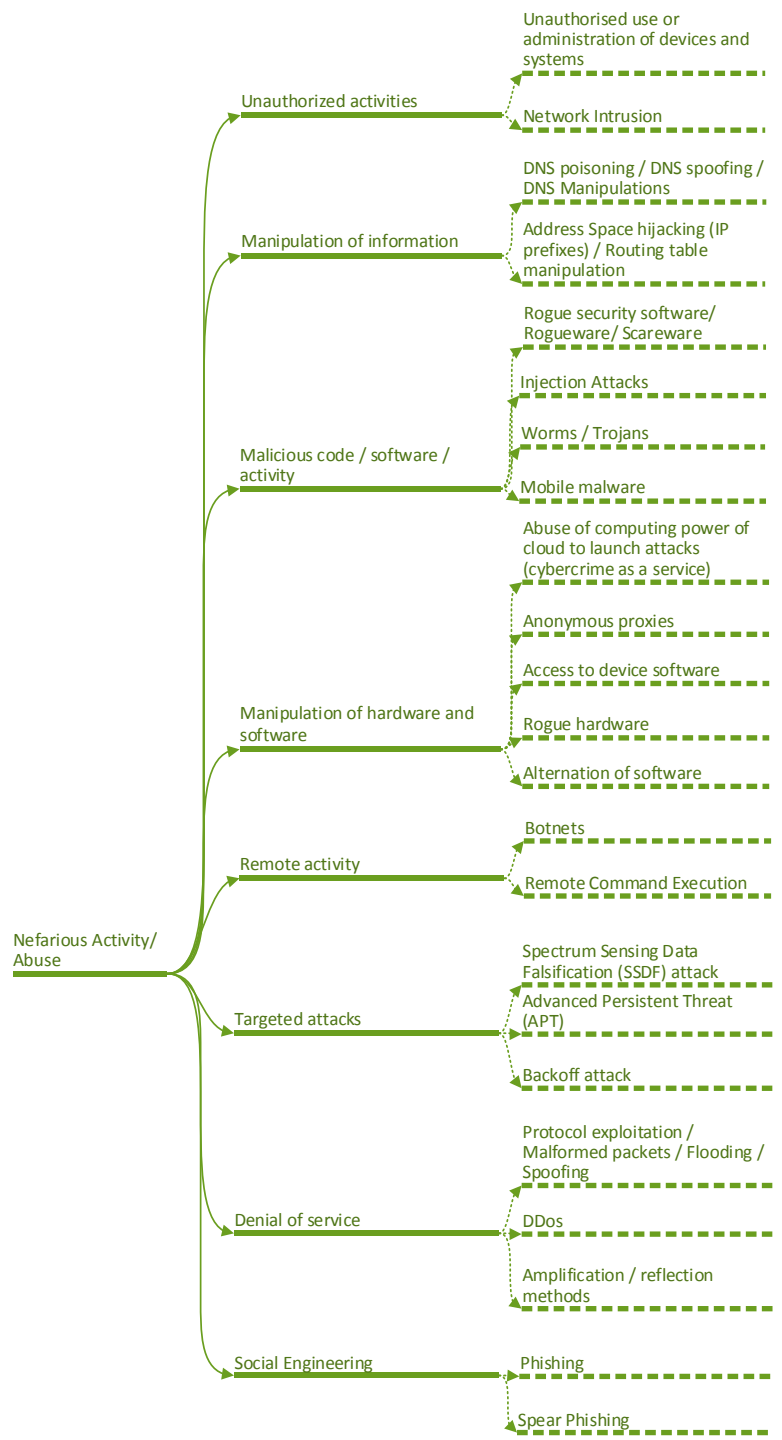 Nefarious Activity/
Abuse
Unauthorized activities
Unauthorised use or
administration of devices and
systems
Network Intrusion
Manipulation of information
DNS poisoning / DNS spoofing /
DNS Manipulations
Address Space hijacking (IP
prefixes) / Routing table
manipulation
Malicious code / software /
activity
Rogue security software/
Rogueware/ Scareware
Injection Attacks
Worms / Trojans
Mobile malware
Manipulation of hardware and
software
Abuse of computing power of
cloud to launch attacks
(cybercrime as a service)
Anonymous proxies
Access to device software
Rogue hardware
Alternation of software
Remote activity
Botnets
Remote Command Execution
Targeted attacks
Spectrum Sensing Data
Falsification (SSDF) attack
Advanced Persistent Threat
(APT)
Backoff attack
Denial of service
Protocol exploitation /
Malformed packets / Flooding /
Spoofing
DDos
Amplification / reflection
methods
Social Engineering
Phishing
Spear Phishing